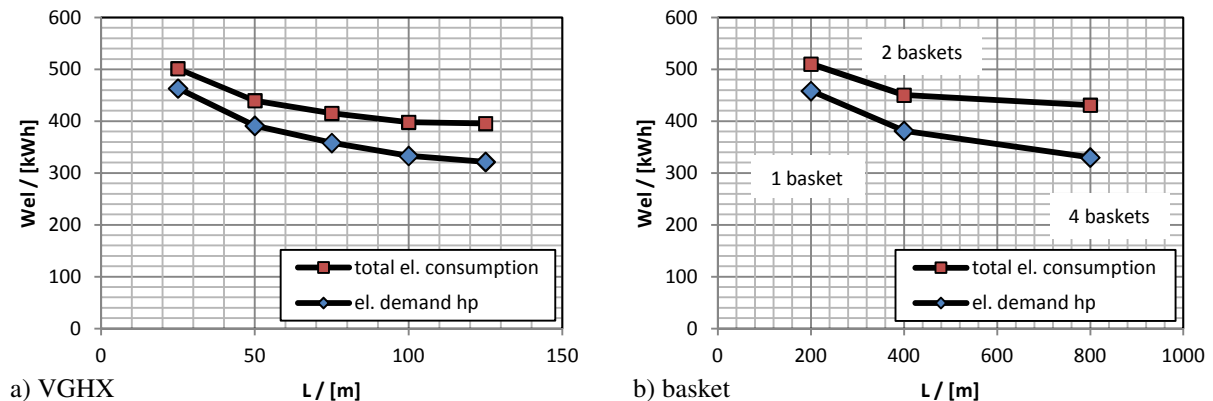 600
500
400
300
200
100
0
Wel / [kWh]
total el. consumption
el. demand hp
0 50 100 150
L / [m]
a) VGHX
600
500
400
300
200
100
0
Wel / [kWh]
2 baskets
1 basket
4 baskets
total el. consumption
el. demand hp
0 200 400 600 800 1000
L / [m]
b) basket